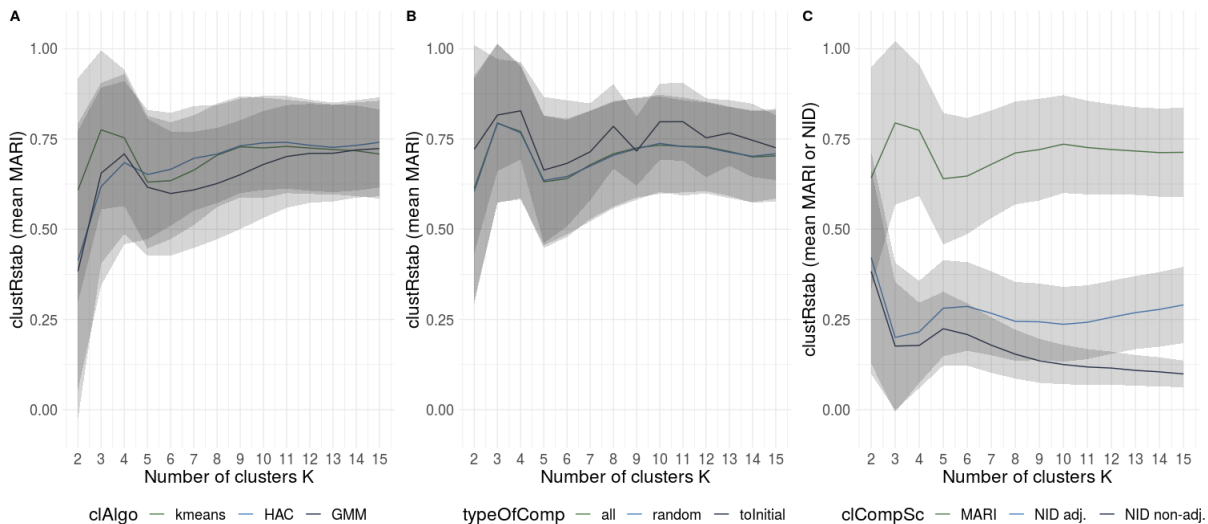 A
clustRstab (mean MARI)
1.00
0.75
0.50
0.25
0.00
2 3 4 5 6 7 8 9 10 11 12 13 14 15
Number of clusters K
clAlgo kmeans HAC GMM
B
clustRstab (mean MARI)
1.00
0.75
0.50
0.25
0.00
2 3 4 5 6 7 8 9 10 11 12 13 14 15
Number of clusters K
typeOfComp all random toInitial
C
clustRstab (mean MARI or NID)
1.00
0.75
0.50
0.25
0.00
2 3 4 5 6 7 8 9 10 11 12 13 14 15
Number of clusters K
clCompSc MARI NID adj. NID non-adj.